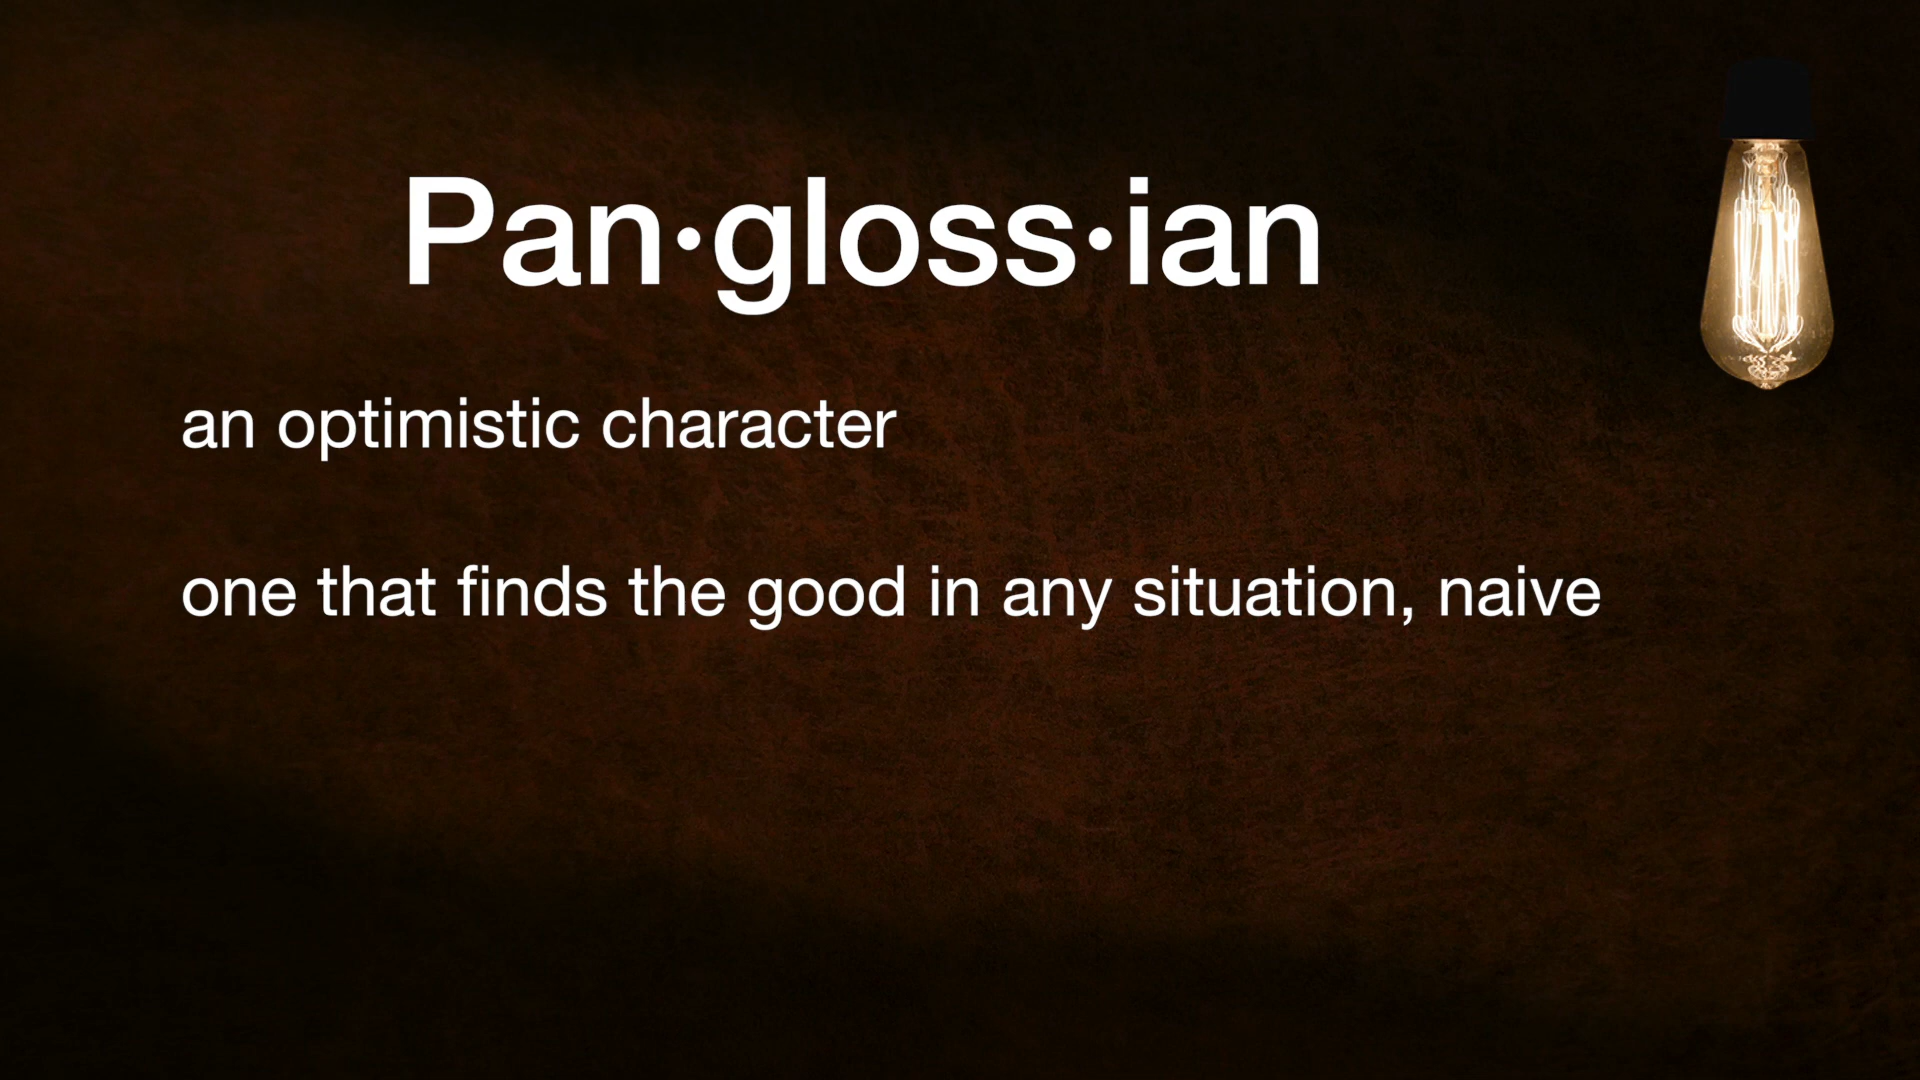 Pan·gloss·ian
an optimistic character
one that finds the good in any situation, naive